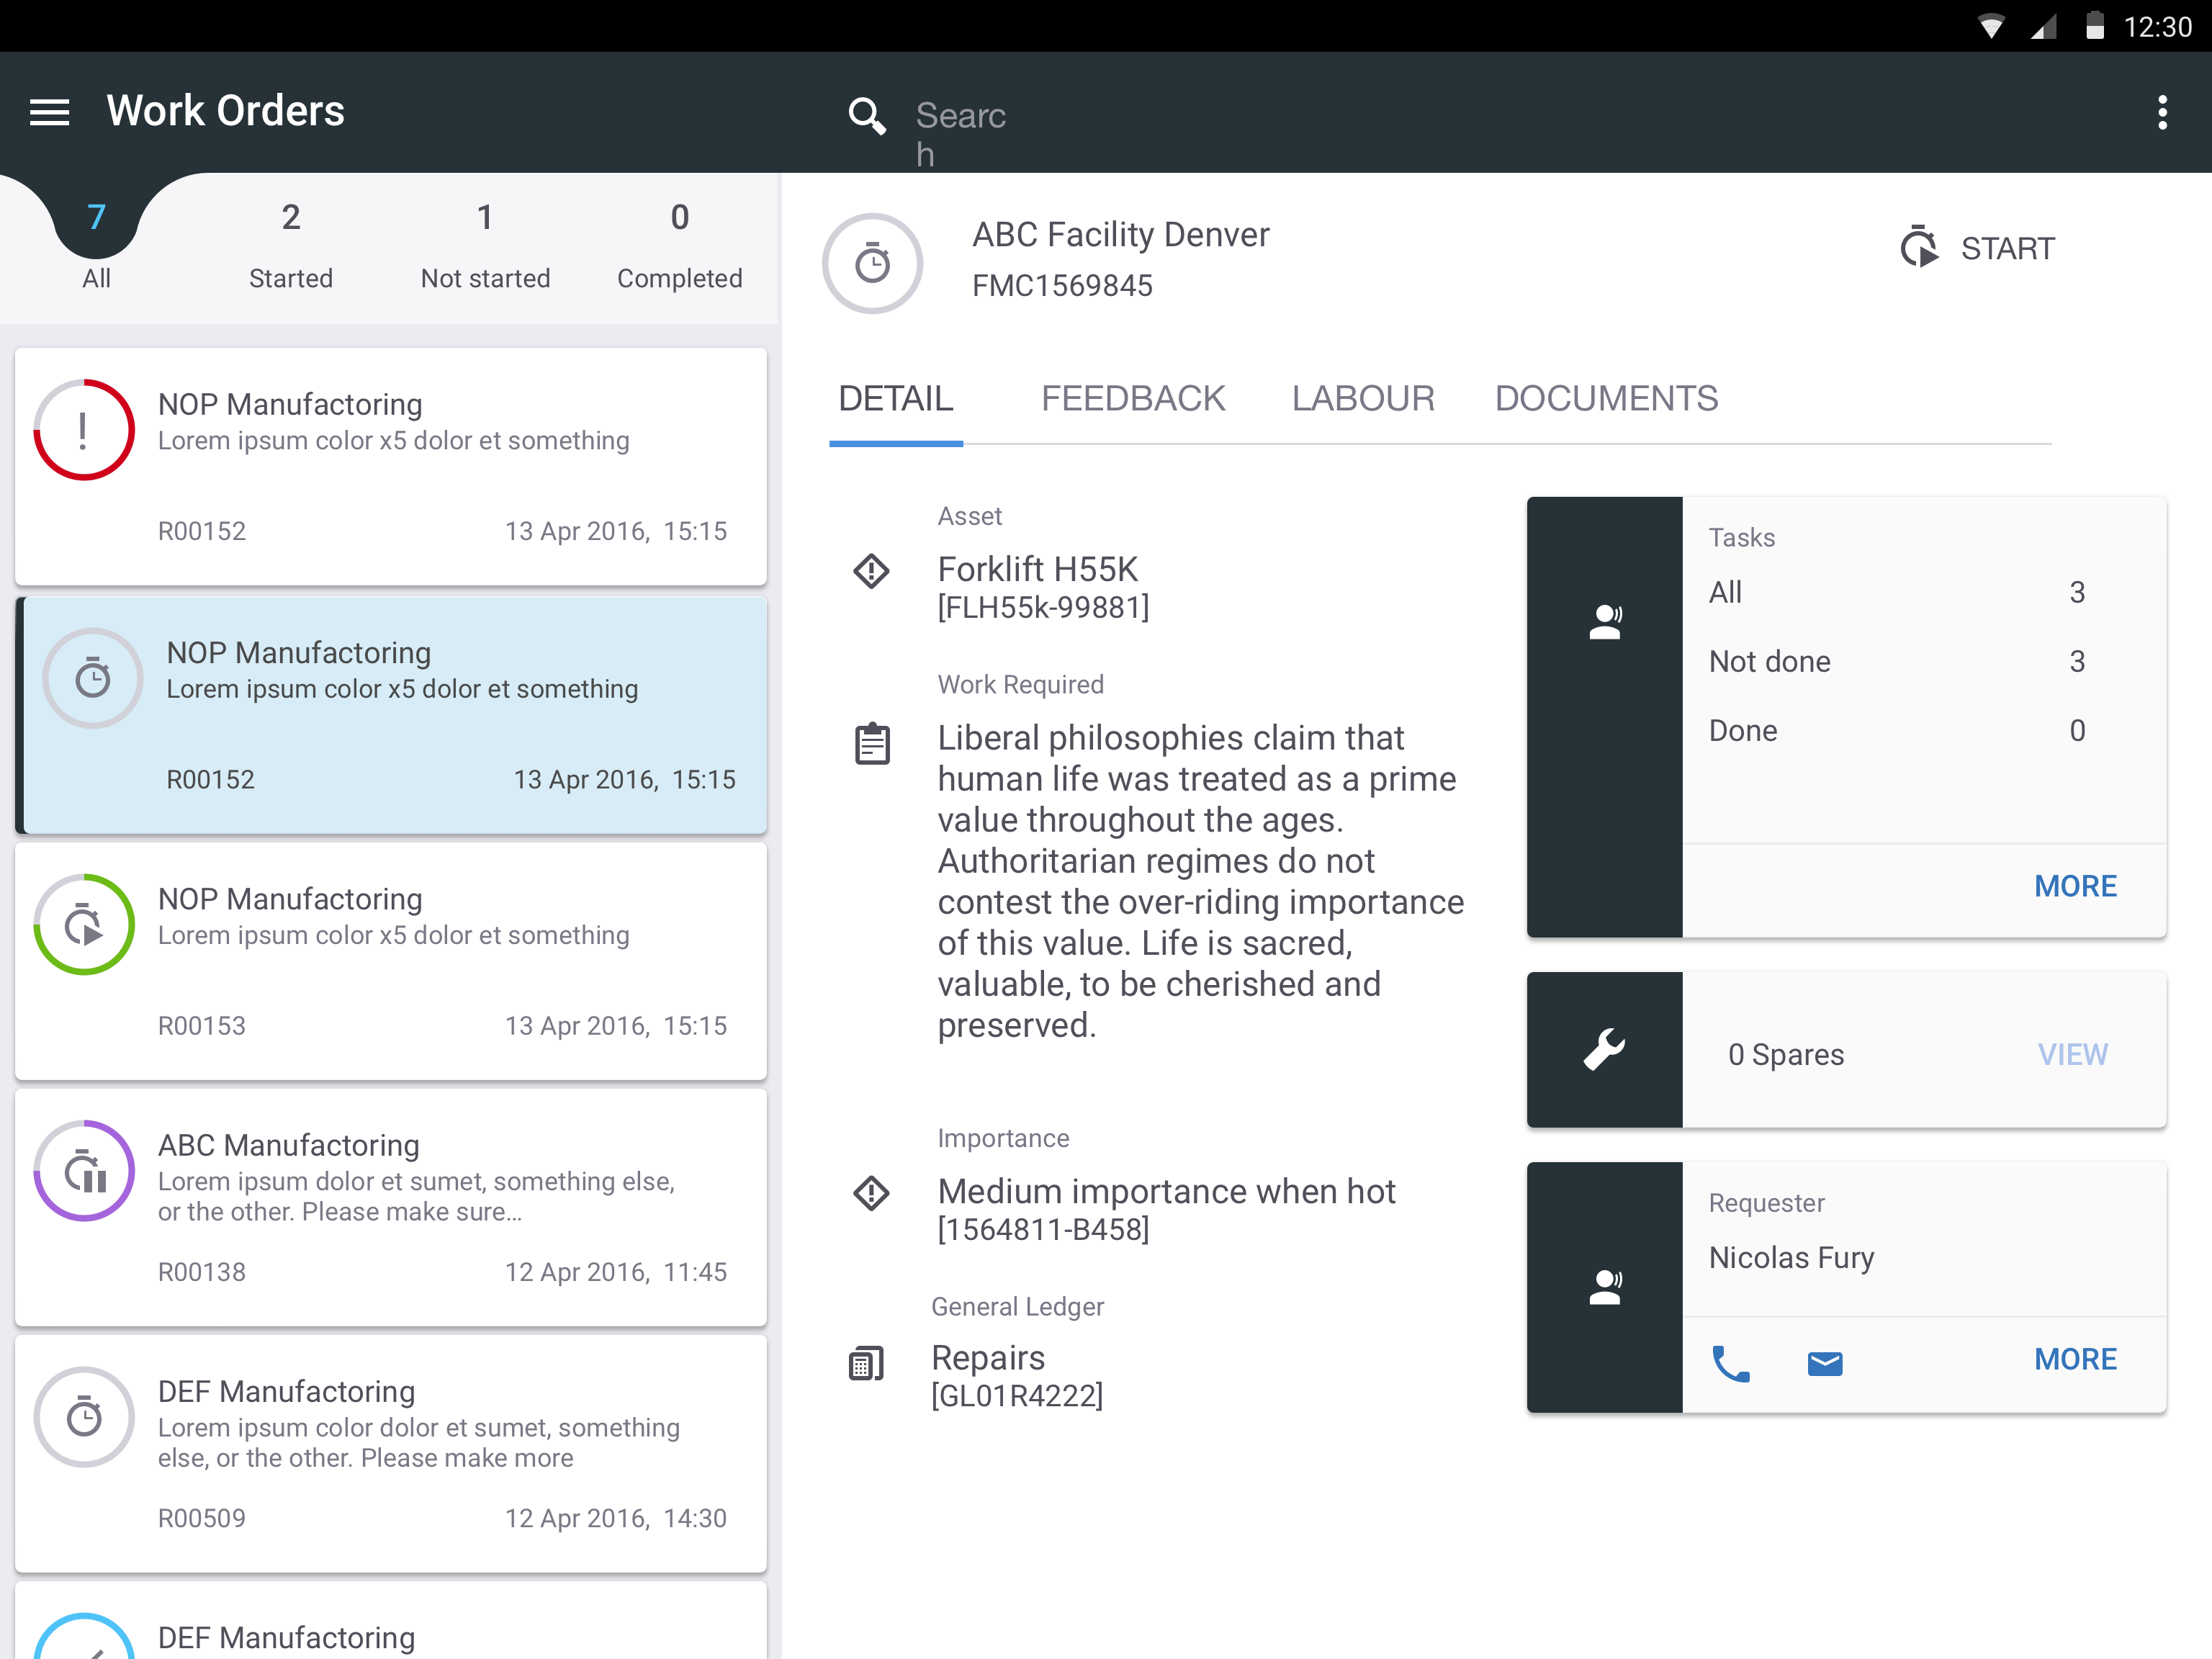 12:30
Work Orders
Searc
h
7
All
2
Started
1
Not started
0
Completed
NOP Manufactoring
Lorem ipsum color x5 dolor et something
R00152
13 Apr 2016, 15:15
NOP Manufactoring
Lorem ipsum color x5 dolor et something
R00152
13 Apr 2016, 15:15
NOP Manufactoring
Lorem ipsum color x5 dolor et something
R00153
13 Apr 2016, 15:15
ABC Manufactoring
Lorem ipsum dolor et sumet, something else,
or the other. Please make sure...
R00138
12 Apr 2016, 11:45
DEF Manufactoring
Lorem ipsum color dolor et sumet, something
else, or the other. Please make more
R00509
12 Apr 2016, 14:30
DEF Manufactoring
ABC Facility Denver
FMC1569845
START
DETAIL
FEEDBACK
LABOUR
DOCUMENTS
Asset
Forklift H55K
[FLH55k-99881]
Work Required
Liberal philosophies claim that
human life was treated as a prime
value throughout the ages.
Authoritarian regimes do not
contest the over-riding importance
of this value. Life is sacred,
valuable, to be cherished and
preserved.
Importance
Medium importance when hot
[1564811-B458]
General Ledger
Repairs
[GL01R4222]
Tasks
All 3
Not done 3
Done 0
MORE
0 Spares
VIEW
Requester
Nicolas Fury
MORE